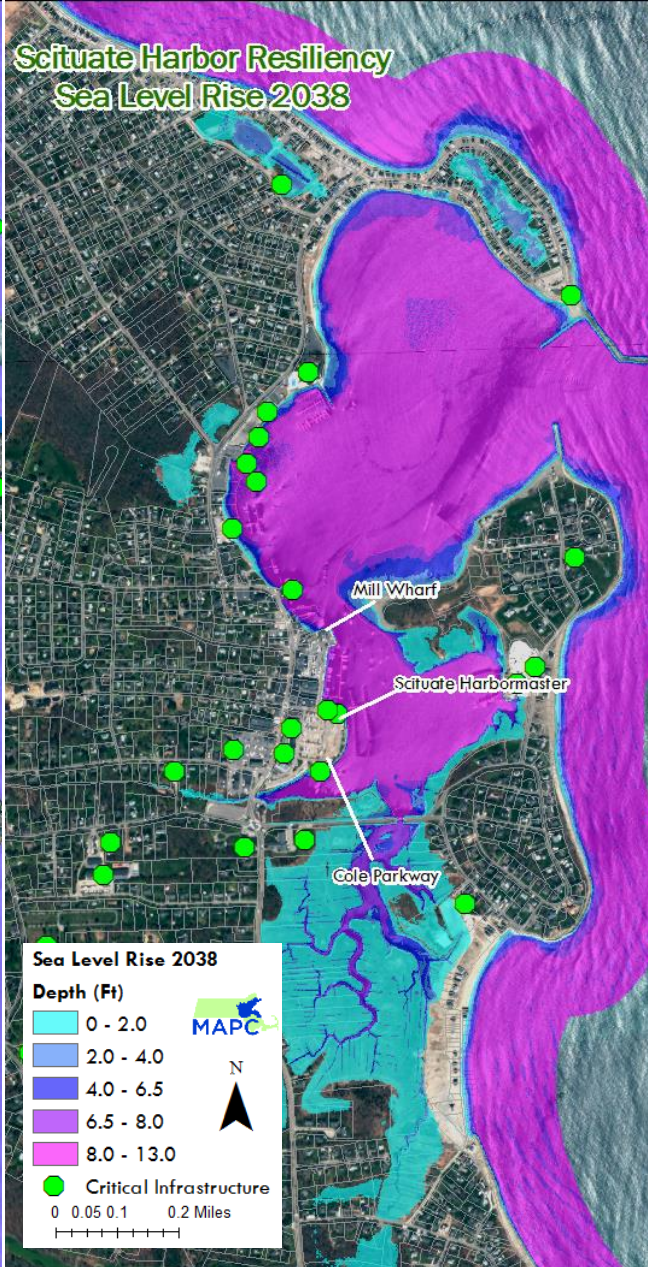 Scituate Harbor Resiliency
Sea Level Rise 2038
Mill Wharf
Scituate Harbormaster
Cole Parkway
Sea Level Rise 2038
Depth (Ft)
0 - 2.0
2.0 - 4.0
4.0 - 6.5
6.5 - 8.0
8.0 - 13.0
MAPC
N
Critical Infrastructure
0 0.05 0.1 0.2 Miles